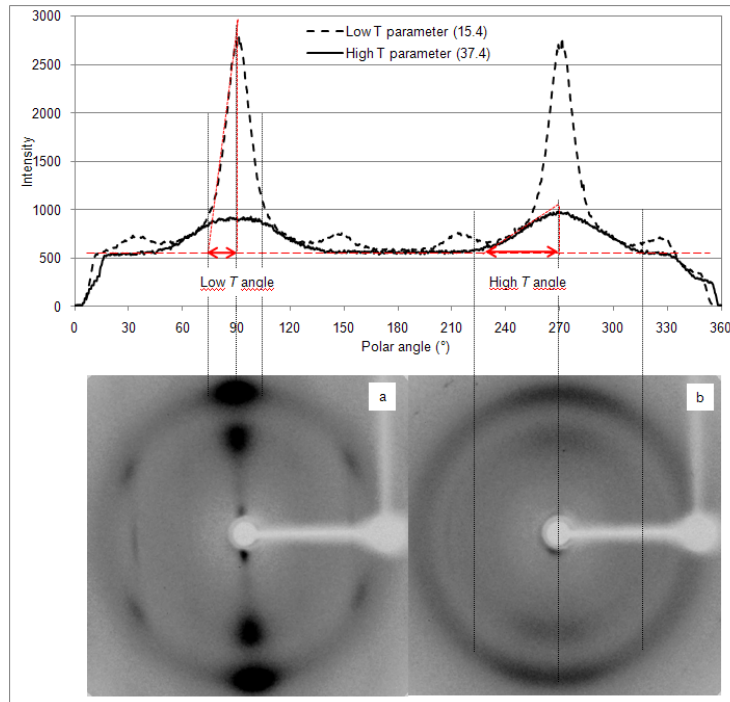 3000
2500
2000
1500
1000
500
0
Intensity
Low T parameter (15.4)
High T parameter (37.4)
Low T angle
High T angle
0 30 60 90 120 150 180 210 240 270 300 330 360
Polar angle (°)
a
b